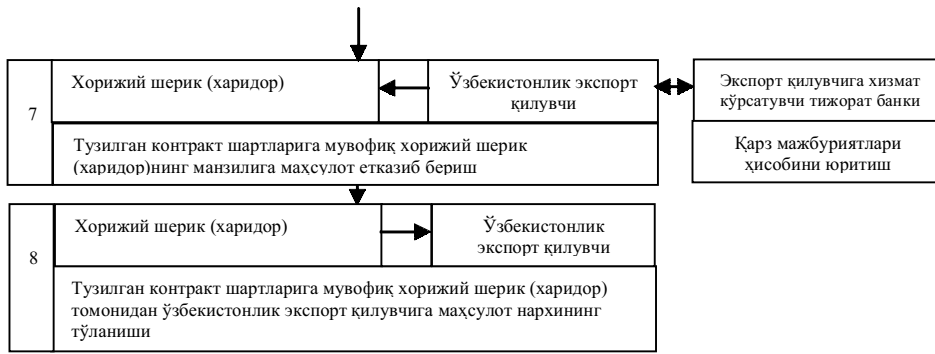 7
Хорижий шерик (харидор)
Ўзбекистонлик экспорт
қилувчи
Экспорт қилувчига хизмат
кўрсатувчи тижорат банки
Тузилган контракт шартларига мувофиқ хорижий шерик
(харидор)нинг манзилига маҳсулот етказиб бериш
Қарз мажбуриятлари
ҳисобини юритиш
8
Хорижий шерик (харидор)
Ўзбекистонлик
экспорт қилувчи
Тузилган контракт шартларига мувофиқ хорижий шерик (харидор)
томонидан ўзбекистонлик экспорт қилувчига маҳсулот нархининг
тўланиши